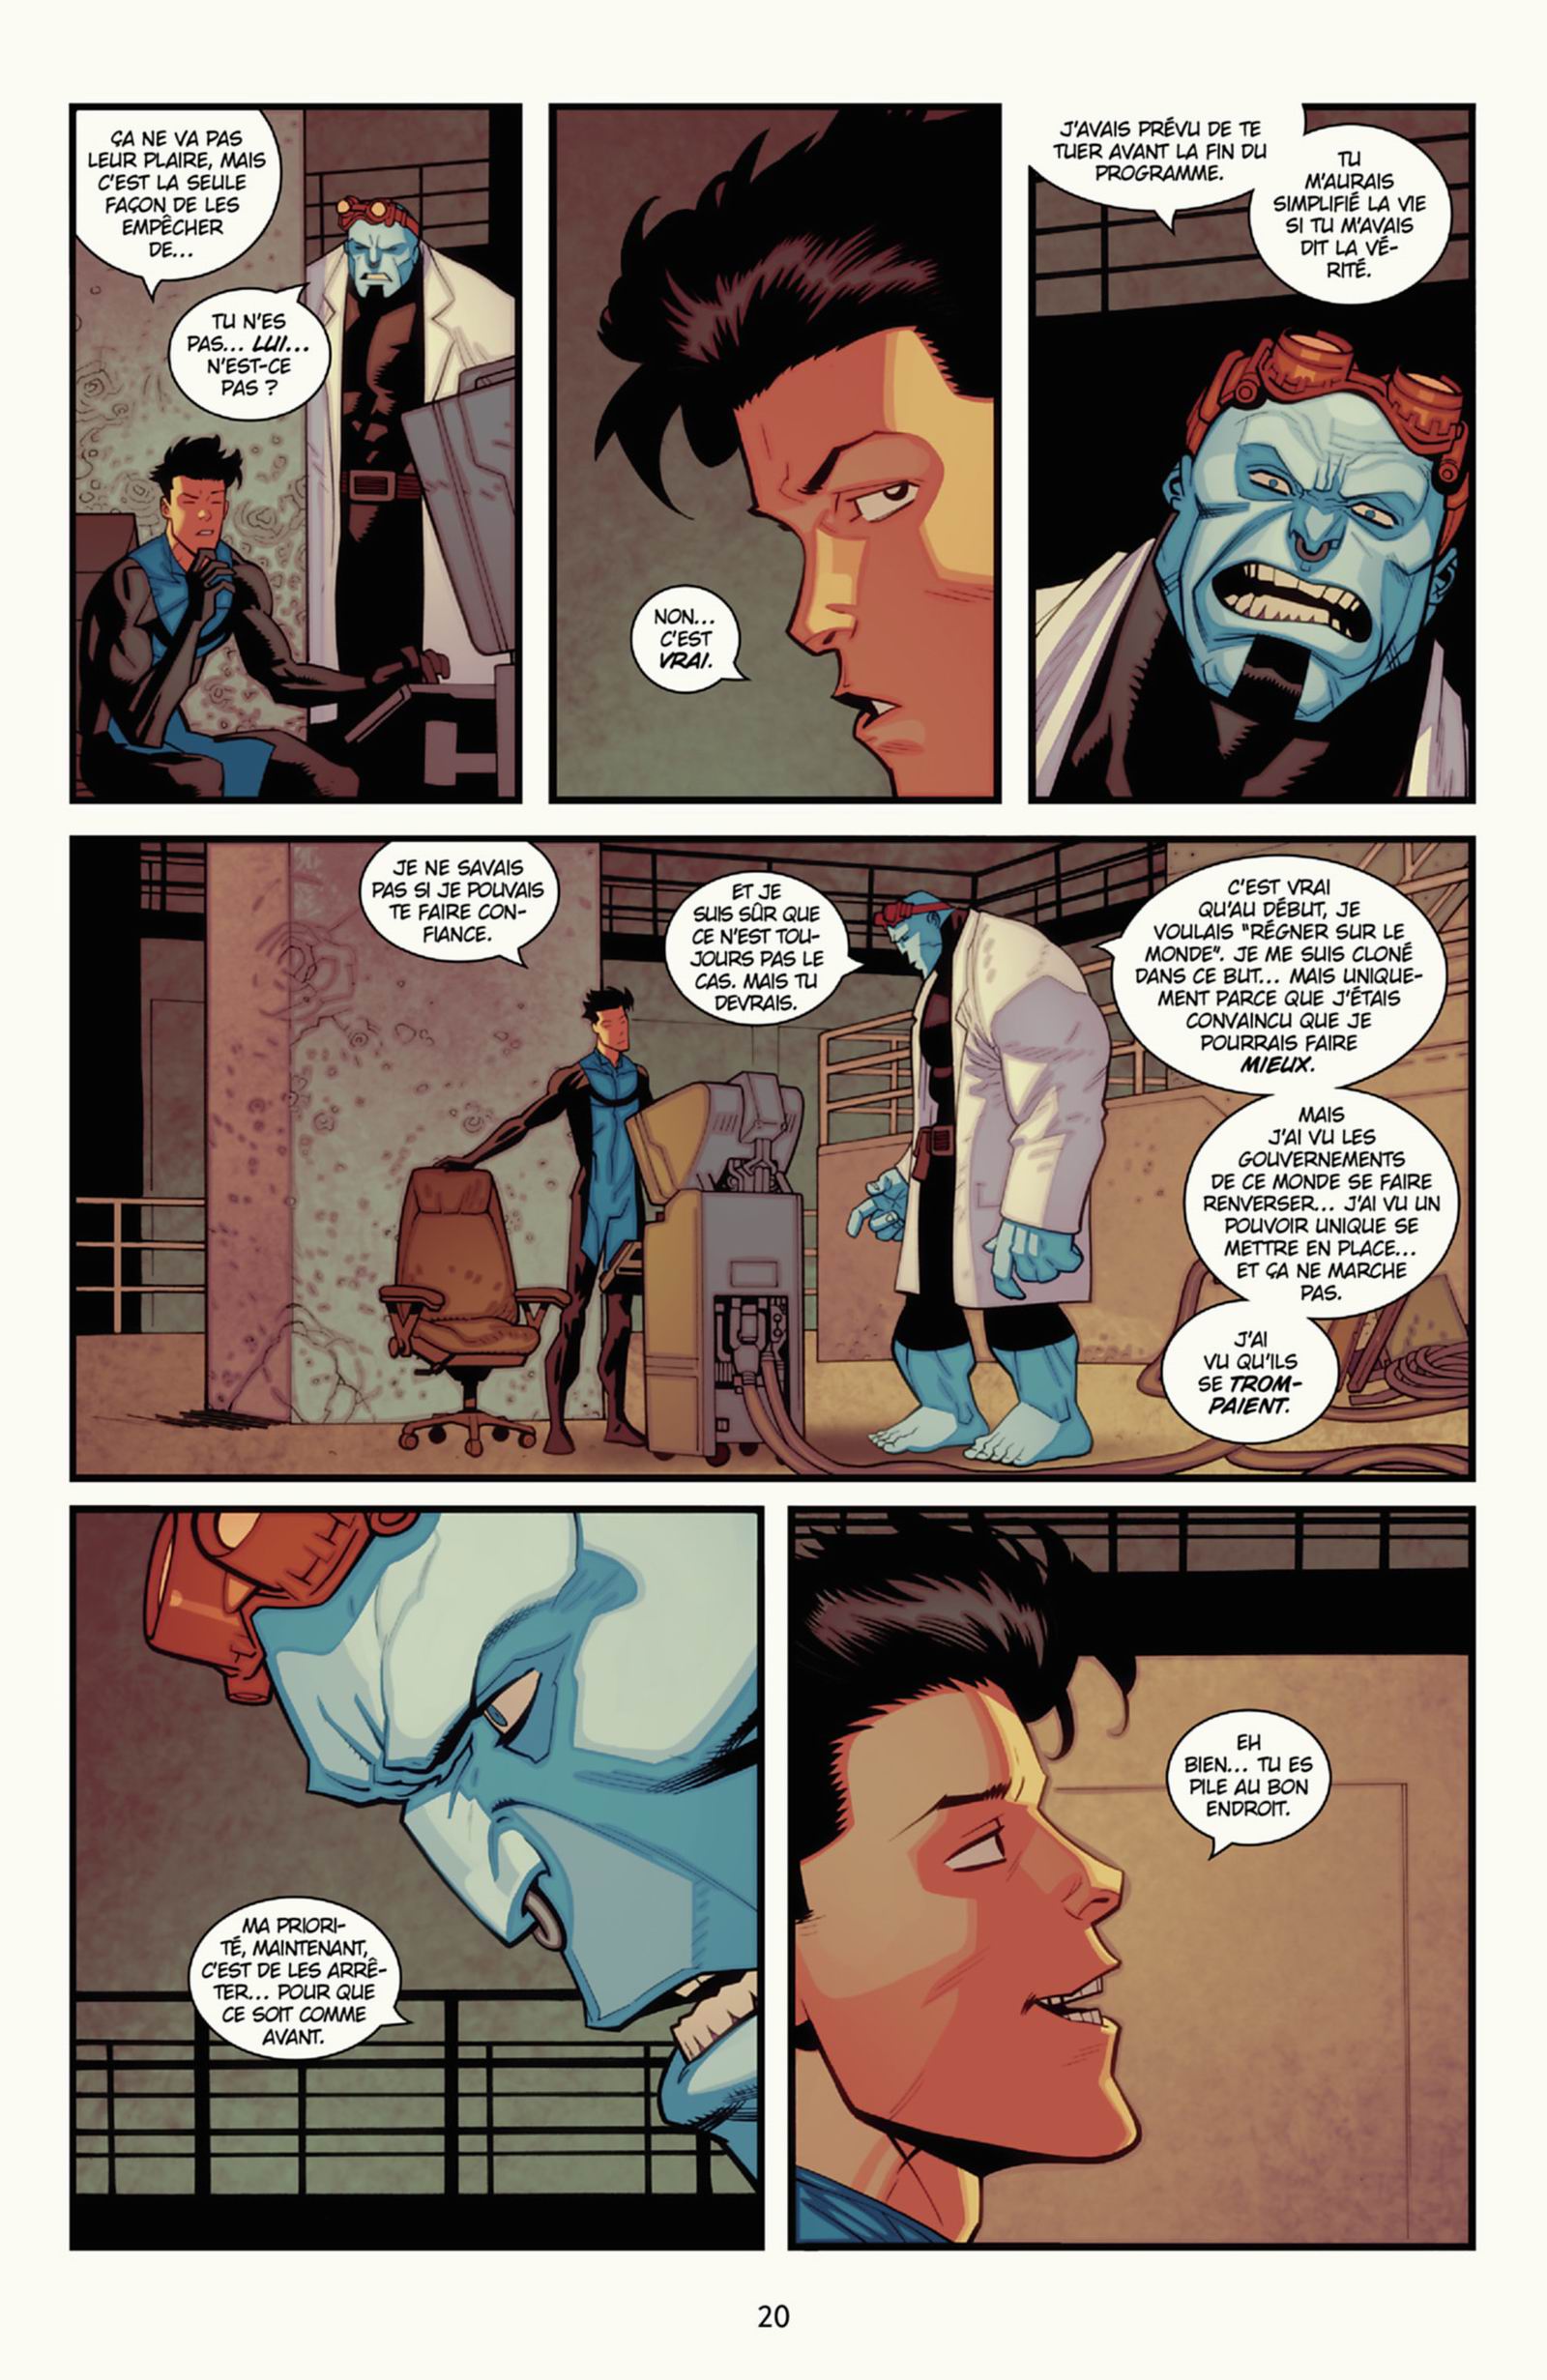 ÇA NE VA PAS
LEUR PLAIRE, MAIS
C'EST LA SEULE
FAÇON DE LES
EMPÊCHER
DE...
TU N'ES
PAS... LUI...
N'EST-CE
PAS ?
NON...
C'EST
VRAI.
J'AVAIS PRÉVU DE TE
TUER AVANT LA FIN DU
PROGRAMME.
TU
M'AURAIS
SIMPLIFIÉ LA VIE
SI TU M'AVAIS
DIT LA VÉ-
RITÉ.
JE NE SAVAIS
PAS SI JE POUVAIS
TE FAIRE CON-
FIANCE.
ET JE
SUIS SÛR QUE
CE N'EST TOU-
JOURS PAS LE
CAS. MAIS TU
DEVRAIS.
C'EST VRAI
QU'AU DÉBUT, JE
VOULAIS "RÉGNER SUR LE
MONDE". JE ME SUIS CLONÉ
DANS CE BUT... MAIS UNIQUE-
MENT PARCE QUE J'ÉTAIS
CONVAINCU QUE JE
POURRAIS FAIRE
MIEUX.
MAIS
J'AI VU LES
GOUVERNEMENTS
DE CE MONDE SE FAIRE
RENVERSER... J'AI VU UN
POUVOIR UNIQUE SE
METTRE EN PLACE...
ET ÇA NE MARCHE
PAS.
J'AI
VU QU'ILS
SE TROM-
PAIENT.
MA PRIORI-
TÉ, MAINTENANT,
C'EST DE LES ARRÊ-
TER... POUR QUE
CE SOIT COMME
AVANT.
EH
BIEN... TU ES
PILE AU BON
ENDROIT.
20